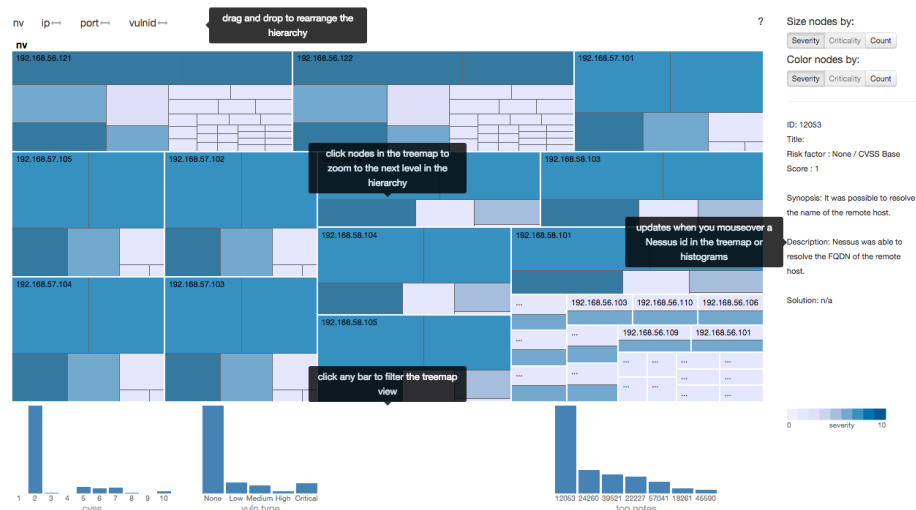 nv ip⟷ port⟷ vulnid⟷
drag and drop to rearrange the
hierarchy
?
Size nodes by:
Severity Criticality Count
Color nodes by:
Severity Criticality Count
nv
192.168.56.121
192.168.56.122
192.168.57.101
ID: 12053
Title:
Risk factor : None / CVSS Base
Score : 1
Synopsis: It was possible to resolve
the name of the remote host.
Description: Nessus was able to
resolve the FQDN of the remote
host.
Solution: n/a
192.168.57.105
192.168.57.102
click nodes in the treemap to
zoom to the next level in the
hierarchy
192.168.58.103
192.168.58.104
192.168.58.101
updates when you mouseover a
Nessus id in the treemap or
histograms
192.168.57.104
192.168.57.103
... ... 192.168.56.103 192.168.56.110 192.168.56.106
192.168.58.105
... ... 192.168.56.109 192.168.56.101
... ... ... ...
... ... ... ...
click any bar to filter the treemap
view
0 severity 10
1 2 3 4 5 6 7 8 9 10
cvss
None Low Medium High Critical
vuln type
12053 24260 39521 22227 57041 18261 45590
top notes